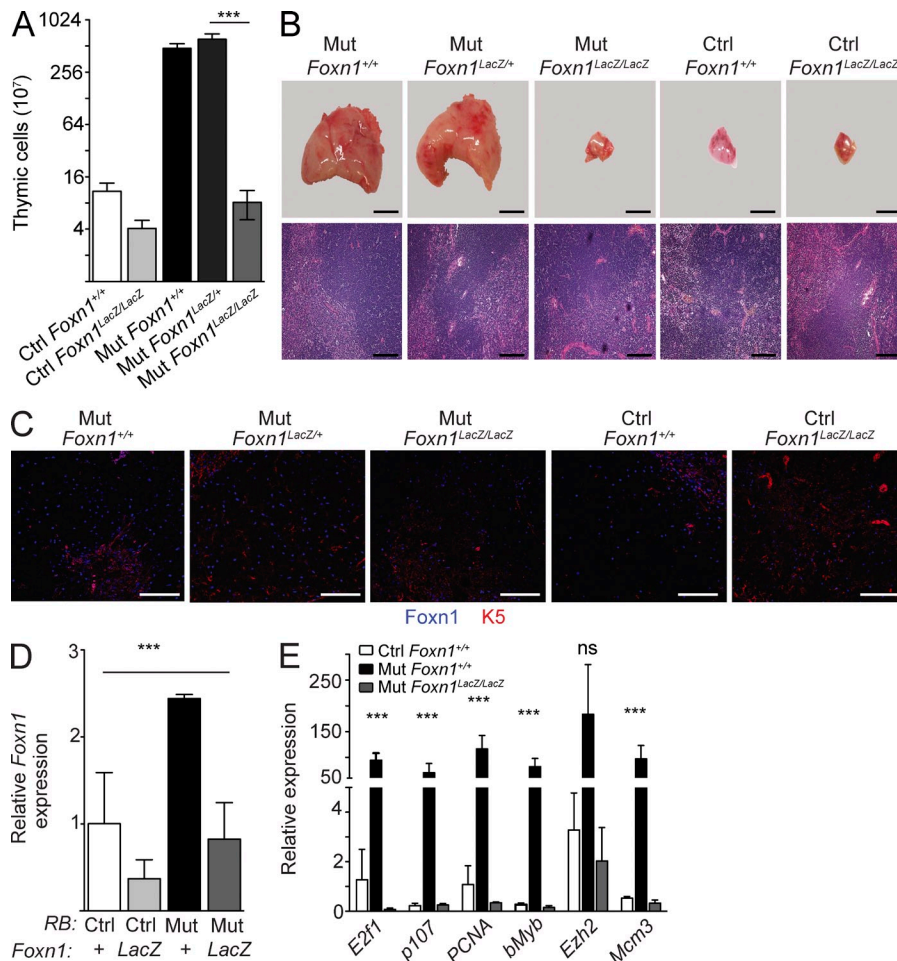 A
Thymic cells (10⁷)
1024
256
64
16
4
***
Ctrl Foxn1+/+
Ctrl Foxn1LacZ/LacZ
Mut Foxn1+/+
Mut Foxn1LacZ/+
Mut Foxn1LacZ/LacZ
B
Mut Mut Mut Ctrl Ctrl
Foxn1+/+ Foxn1LacZ/+ Foxn1LacZ/LacZ Foxn1+/+ Foxn1LacZ/LacZ
C
Mut Mut Mut Ctrl Ctrl
Foxn1+/+ Foxn1LacZ/+ Foxn1LacZ/LacZ Foxn1+/+ Foxn1LacZ/LacZ
Foxn1 K5
D
Relative Foxn1
expression
3
2
1
***
RB: Ctrl Ctrl Mut Mut
Foxn1: + LacZ + LacZ
E
Relative expression
250
150
50
4
2
0
Ctrl Foxn1+/+
Mut Foxn1+/+
Mut Foxn1LacZ/LacZ
*** *** *** *** ns ***
E2f1 p107 PCNA bMyb Ezh2 Mcm3